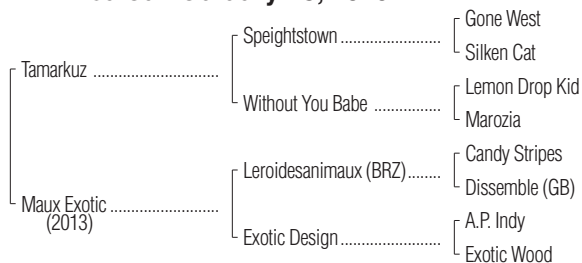 Gone West
Speightstown
Silken Cat
Tamarkuz
Lemon Drop Kid
Without You Babe
Marozia
Candy Stripes
Leroidesanimaux (BRZ)
Dissemble (GB)
Maux Exotic
(2013)
A.P. Indy
Exotic Design
Exotic Wood